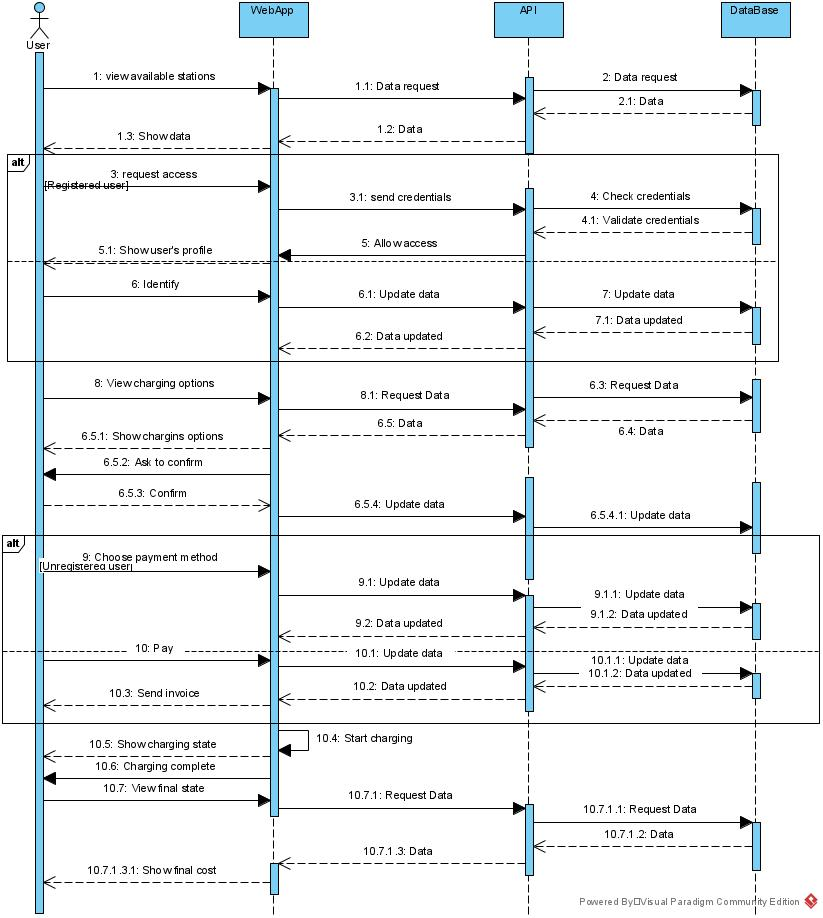 WebApp API DataBase
User
1: view available stations
1.1: Data request
2: Data request
2.1: Data
1.2: Data
1.3: Show data
alt
3: request access
[Registered user]
3.1: send credentials
4: Check credentials
4.1: Validate credentials
5: Allow access
5.1: Show user's profile
6: Identify
6.1: Update data
7: Update data
7.1: Data updated
6.2: Data updated
8: View charging options
8.1: Request Data
6.3: Request Data
6.5: Data
6.4: Data
6.5.1: Show chargins options
6.5.2: Ask to confirm
6.5.3: Confirm
6.5.4: Update data
6.5.4.1: Update data
alt
9: Choose payment method
[Unregistered user]
9.1: Update data
9.1.1: Update data
9.1.2: Data updated
9.2: Data updated
10: Pay
10.1: Update data
10.1.1: Update data
10.1.2: Data updated
10.2: Data updated
10.3: Send invoice
10.4: Start charging
10.5: Show charging state
10.6: Charging complete
10.7: View final state
10.7.1: Request Data
10.7.1.1: Request Data
10.7.1.2: Data
10.7.1.3: Data
10.7.1.3.1: Show final cost
Powered By Visual Paradigm Community Edition